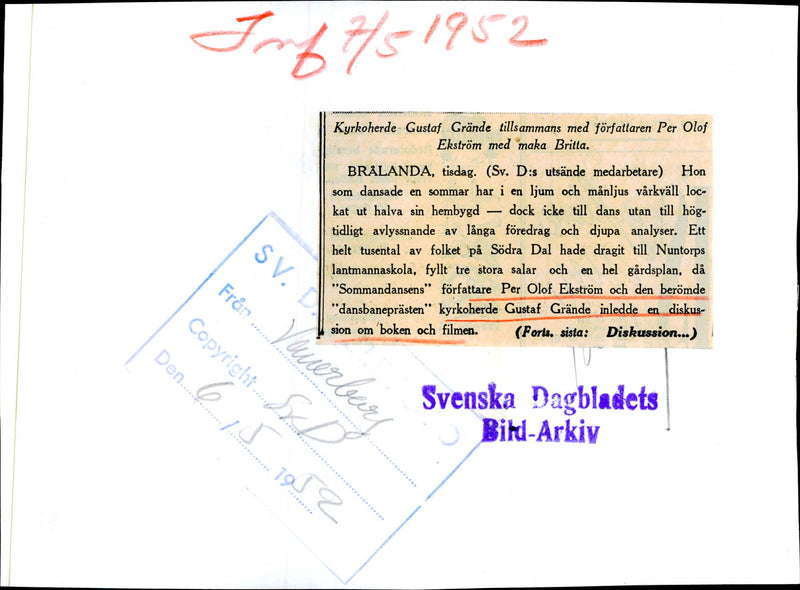 7/5 1952
Kyrkoherde Gustaf Grände tillsammans med författaren Per Olof
Ekström med maka Britta.
BRÅLANDA, tisdag. (Sv. D:s utsände medarbetare) Hon
som dansade en sommar har i en ljum och månljus vårkväll loc-
kat ut halva sin hembygd — dock icke till dans utan till hög-
tidligt avlyssnande av långa föredrag och djupa analyser. Ett
helt tusental av folket på Södra Dal hade dragit till Nuntorps
lantmannaskola, fyllt tre stora salar och en hel gårdsplan, då
"Sommandansens" författare Per Olof Ekström och den berömde
"dansbaneprästen" kyrkoherde Gustaf Grände inledde en diskus-
sion om boken och filmen. (Forts. sista: Diskussion...)
SV. D
Från Vänersborg
Copyright SvD
Den 6/5 1952
Svenska Dagbladets
Bild-Arkiv